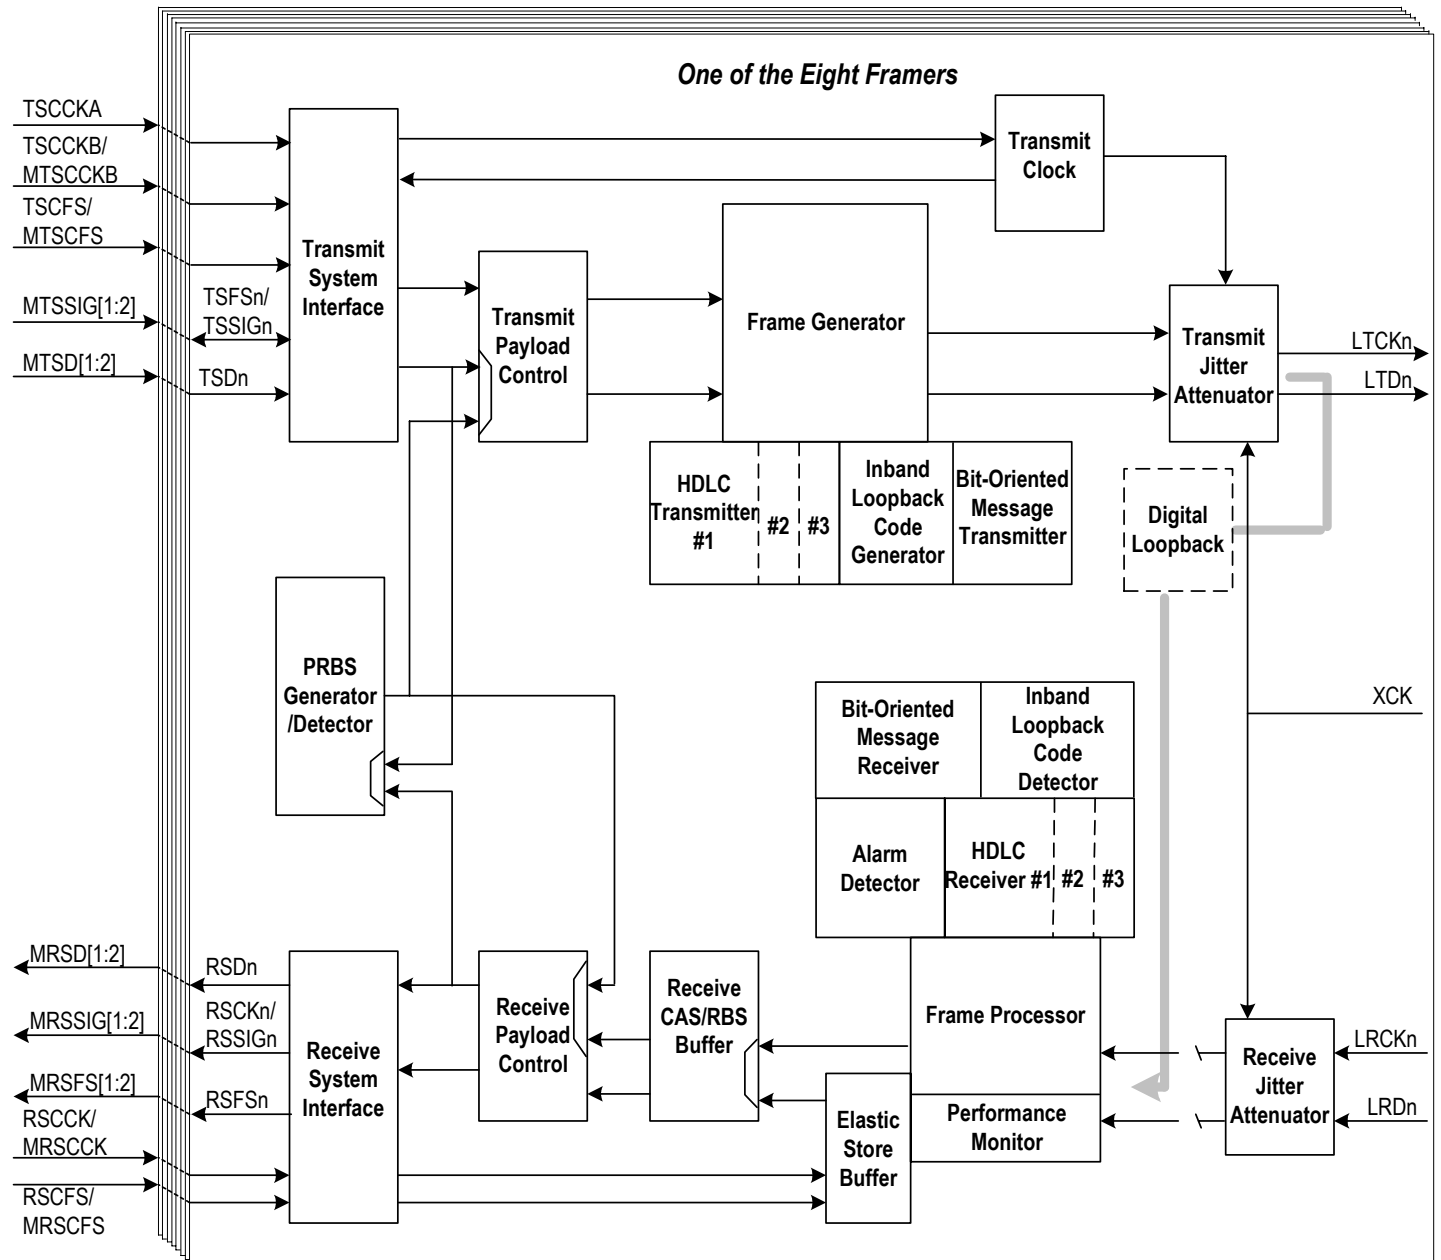 One of the Eight Framers
TSCCKA
TSCCKB/
MTSCCKB
TSCFS/
MTSCFS
MTSSIG[1:2]
MTSD[1:2]
TSFSn/
TSSIGn
TSDn
Transmit
System
Interface
Transmit
Payload
Control
Frame Generator
Transmit
Clock
Transmit
Jitter
Attenuator
LTCKn
LTDn
HDLC
Transmitter
#1
#2
#3
Inband
Loopback
Code
Generator
Bit-Oriented
Message
Transmitter
Digital
Loopback
PRBS
Generator
/Detector
XCK
Bit-Oriented
Message
Receiver
Inband
Loopback
Code
Detector
Alarm
Detector
HDLC
Receiver #1
#2
#3
MRSD[1:2]
MRSSIG[1:2]
MRSFS[1:2]
RSCCK/
MRSCCK
RSCFS/
MRSCFS
RSDn
RSCKn/
RSSIGn
RSFSn
Receive
System
Interface
Receive
Payload
Control
Receive
CAS/RBS
Buffer
Elastic
Store
Buffer
Frame Processor
Performance
Monitor
Receive
Jitter
Attenuator
LRCKn
LRDn